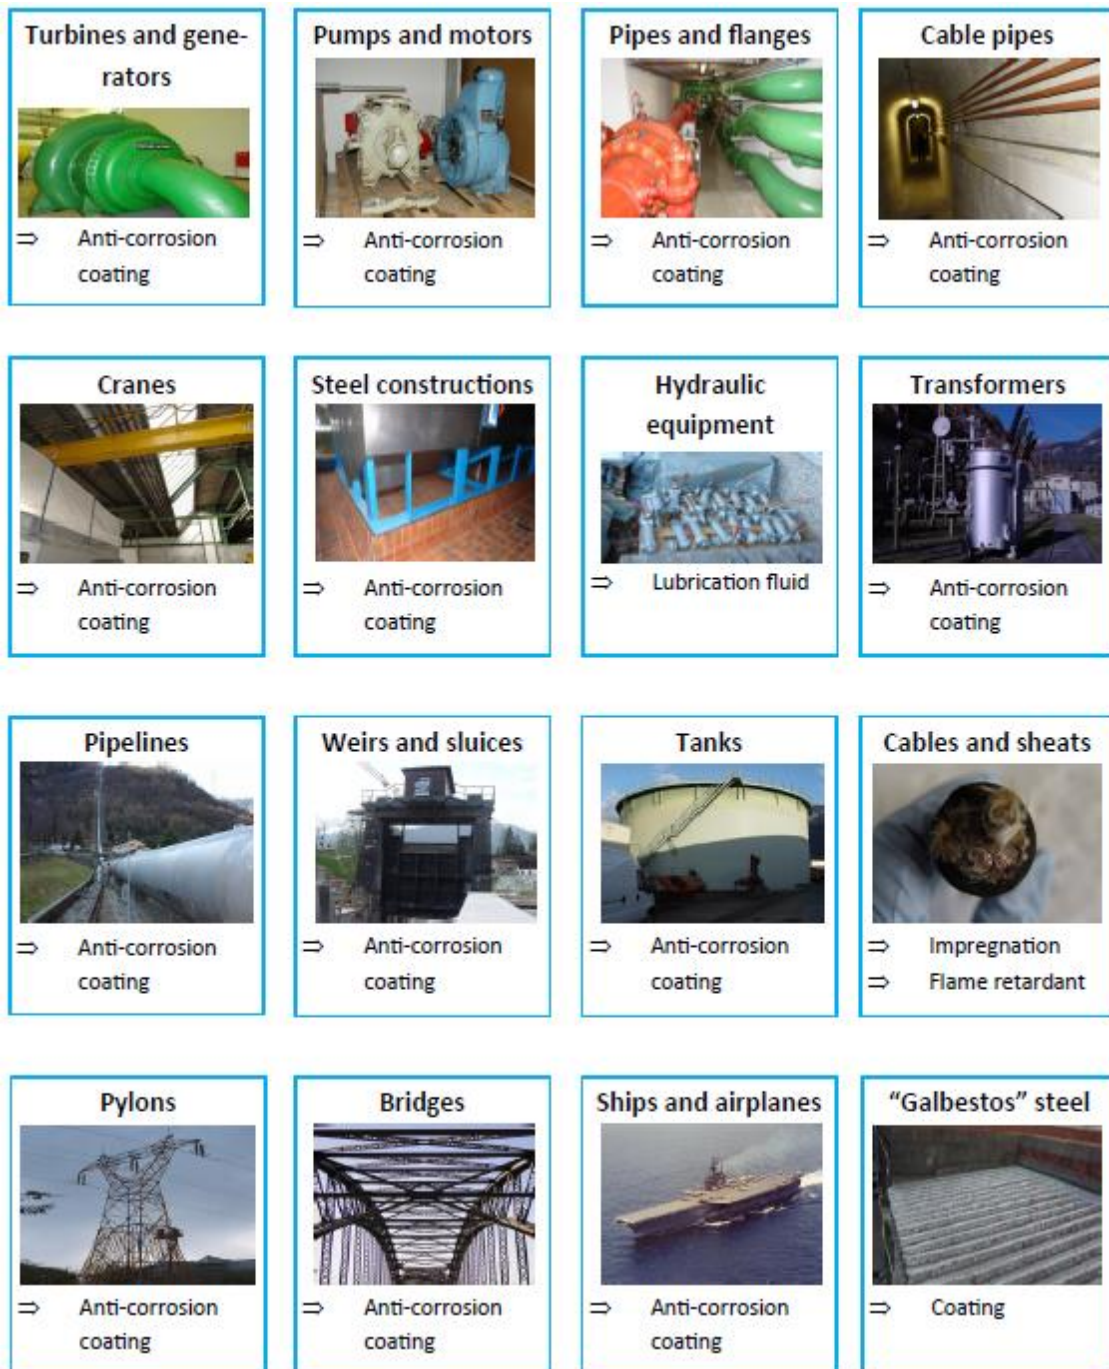 Turbines and gene-
rators
⇒ Anti-corrosion
coating
Pumps and motors
⇒ Anti-corrosion
coating
Pipes and flanges
⇒ Anti-corrosion
coating
Cable pipes
⇒ Anti-corrosion
coating
Cranes
⇒ Anti-corrosion
coating
Steel constructions
⇒ Anti-corrosion
coating
Hydraulic
equipment
⇒ Lubrication fluid
Transformers
⇒ Anti-corrosion
coating
Pipelines
⇒ Anti-corrosion
coating
Weirs and sluices
⇒ Anti-corrosion
coating
Tanks
⇒ Anti-corrosion
coating
Cables and sheats
⇒ Impregnation
⇒ Flame retardant
Pylons
⇒ Anti-corrosion
coating
Bridges
⇒ Anti-corrosion
coating
Ships and airplanes
⇒ Anti-corrosion
coating
“Galbestos” steel
⇒ Coating